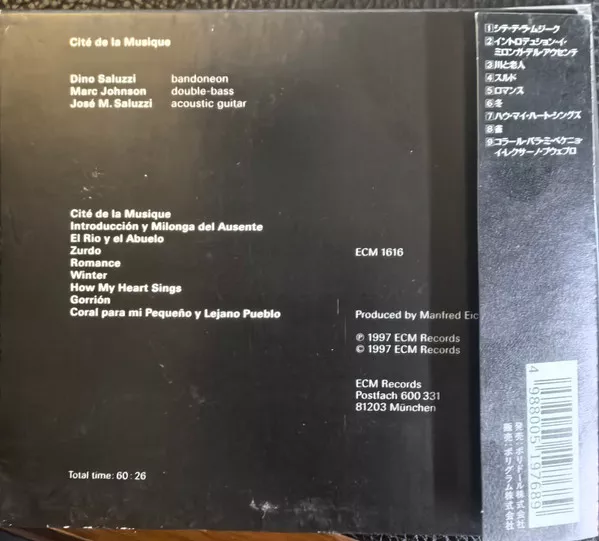 Cité de la Musique
Dino Saluzzi bandoneon
Marc Johnson double-bass
José M. Saluzzi acoustic guitar
Cité de la Musique
Introducción y Milonga del Ausente
El Rio y el Abuelo
Zurdo
Romance
Winter
How My Heart Sings
Gorrión
Coral para mi Pequeño y Lejano Pueblo
Total time: 60:26
ECM 1616
Produced by Manfred Eic
℗ 1997 ECM Records
© 1997 ECM Records
ECM Records
Postfach 600 331
81203 München
1 シテ・デ・ラ・ムジーク
2 イントロデュション・イ・
ミロンガ・デル・アウセンテ
3 川と老人
4 スルド
5 ロマンス
6 冬
7 ハウ・マイ・ハート・シングズ
8 雀
9 コラール・パラ・ミ・ペケニョ・
イ・レクサーノ・プウェブロ
4 988005 197689
発売:ポリドール株式会社
販売:ポリグラム株式会社